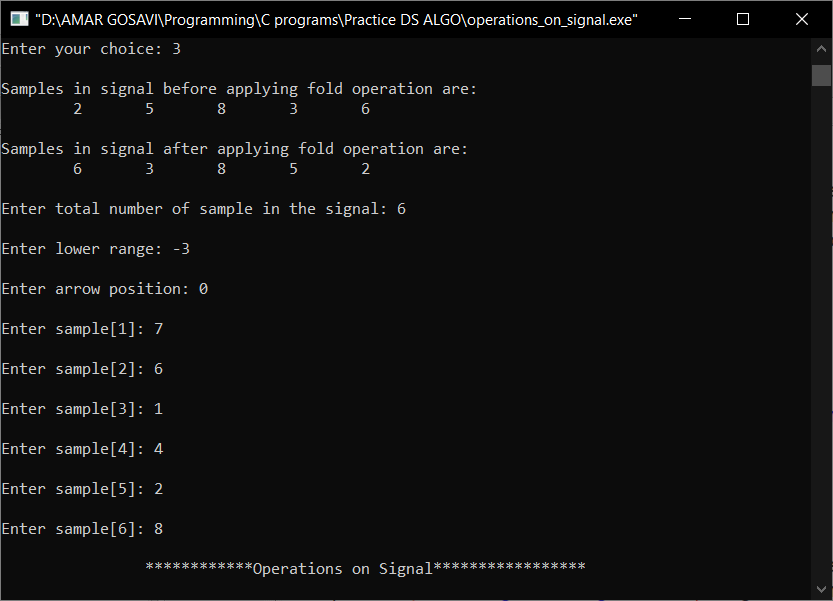 "D:\AMAR GOSAVI\Programming\C programs\Practice DS ALGO\operations_on_signal.exe"
Enter your choice: 3
Samples in signal before applying fold operation are:
2 5 8 3 6
Samples in signal after applying fold operation are:
6 3 8 5 2
Enter total number of sample in the signal: 6
Enter lower range: -3
Enter arrow position: 0
Enter sample[1]: 7
Enter sample[2]: 6
Enter sample[3]: 1
Enter sample[4]: 4
Enter sample[5]: 2
Enter sample[6]: 8
************Operations on Signal*****************